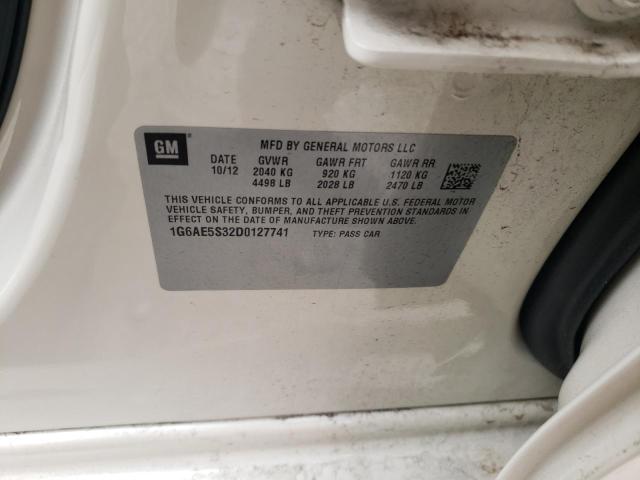 GM MFD BY GENERAL MOTORS LLC
DATE GVWR GAWR FRT GAWR RR
10/12 2040 KG 920 KG 1120 KG
4498 LB 2028 LB 2470 LB
THIS VEHICLE CONFORMS TO ALL APPLICABLE U.S. FEDERAL MOTOR
VEHICLE SAFETY, BUMPER, AND THEFT PREVENTION STANDARDS IN
EFFECT ON THE DATE OF MANUFACTURE SHOWN ABOVE.
1G6AE5S32D0127741 TYPE: PASS CAR